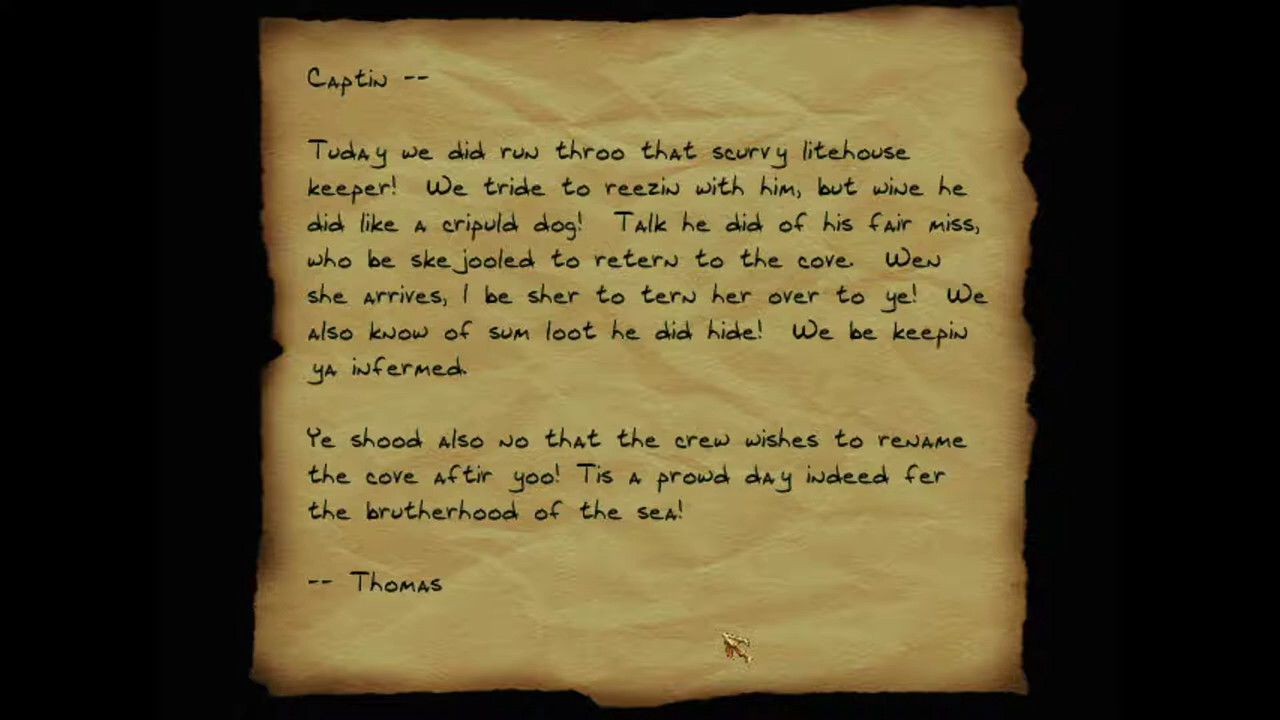 Captin --
Tuday we did run throo that scurvy litehouse
keeper! We tride to reezin with him, but wine he
did like a cripuld dog! Talk he did of his fair miss,
who be skejooled to retern to the cove. Wen
she arrives, I be sher to tern her over to ye! We
also know of sum loot he did hide! We be keepin
ya infermed.
Ye shood also no that the crew wishes to rename
the cove aftir yoo! Tis a prowd day indeed fer
the brutherhood of the sea!
-- Thomas